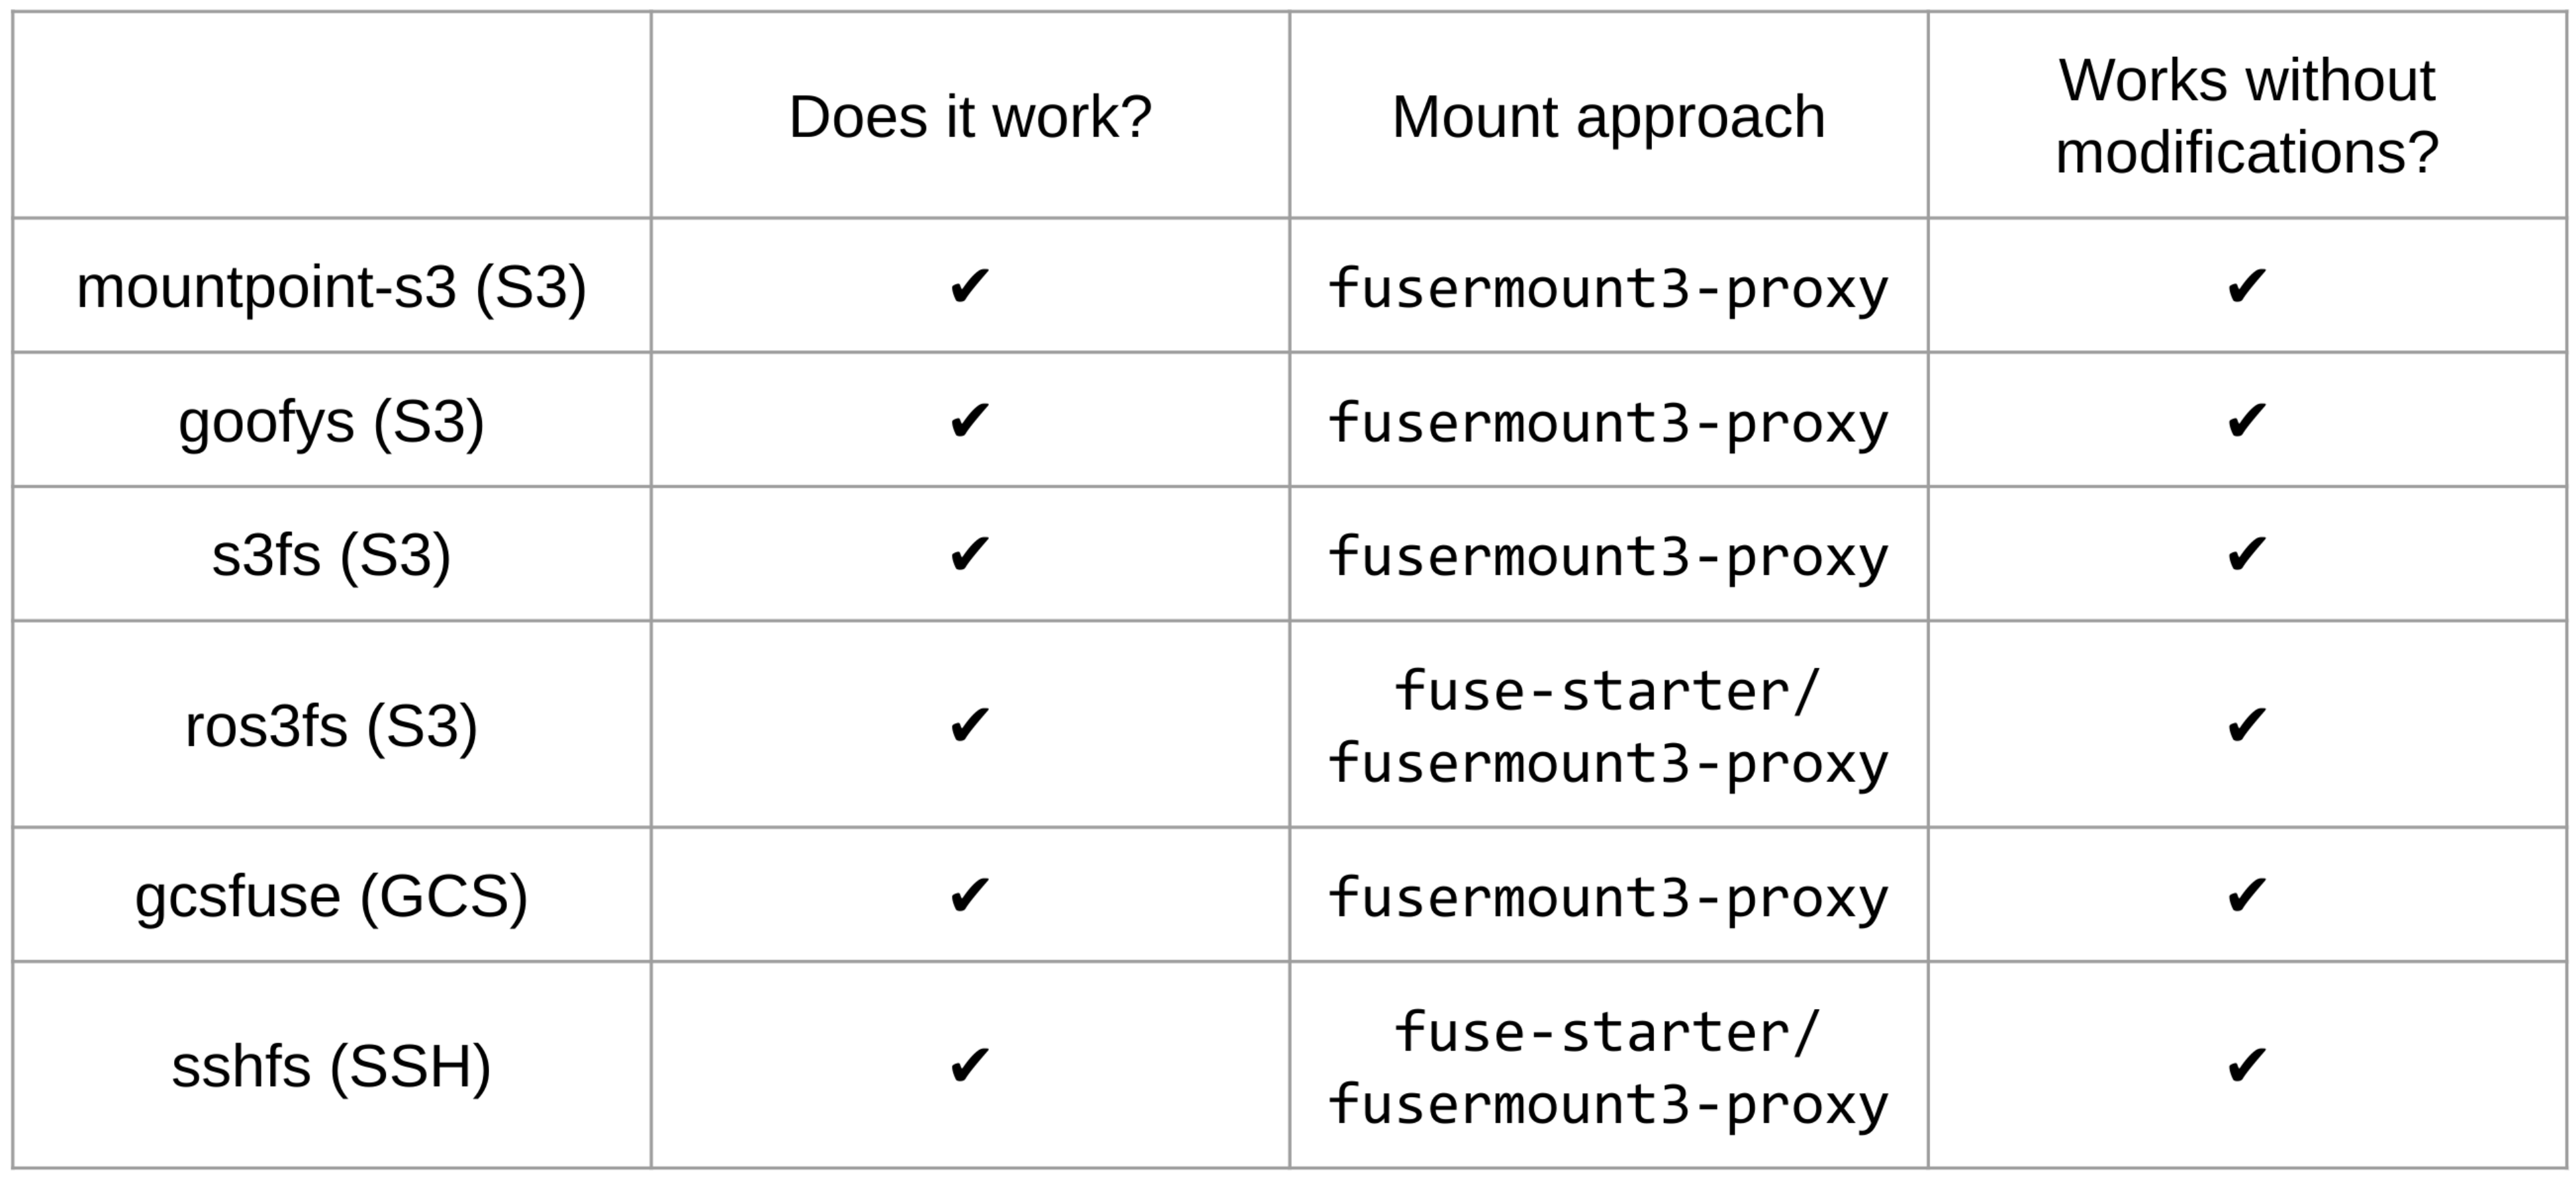 Does it work?
Mount approach
Works without
modifications?
mountpoint-s3 (S3)
✔
fusermount3-proxy
✔
goofys (S3)
✔
fusermount3-proxy
✔
s3fs (S3)
✔
fusermount3-proxy
✔
ros3fs (S3)
✔
fuse-starter/
fusermount3-proxy
✔
gcsfuse (GCS)
✔
fusermount3-proxy
✔
sshfs (SSH)
✔
fuse-starter/
fusermount3-proxy
✔